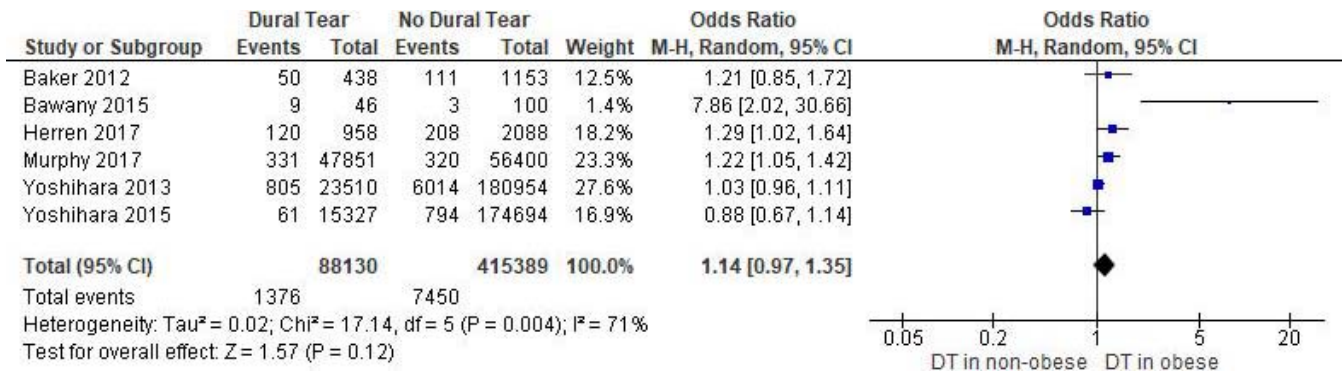 Dural Tear No Dural Tear Odds Ratio Odds Ratio
Study or Subgroup Events Total Events Total Weight M-H, Random, 95% CI M-H, Random, 95% CI
Baker 2012 50 438 111 1153 12.5% 1.21 [0.85, 1.72]
Bawany 2015 9 46 3 100 1.4% 7.86 [2.02, 30.66]
Herren 2017 120 958 208 2088 18.2% 1.29 [1.02, 1.64]
Murphy 2017 331 47851 320 56400 23.3% 1.22 [1.05, 1.42]
Yoshihara 2013 805 23510 6014 180954 27.6% 1.03 [0.96, 1.11]
Yoshihara 2015 61 15327 794 174694 16.9% 0.88 [0.67, 1.14]
Total (95% CI) 88130 415389 100.0% 1.14 [0.97, 1.35]
Total events 1376 7450
Heterogeneity: Tau² = 0.02; Chi² = 17.14, df = 5 (P = 0.004); I² = 71%
Test for overall effect: Z = 1.57 (P = 0.12)
0.05 0.2 1 5 20
DT in non-obese DT in obese